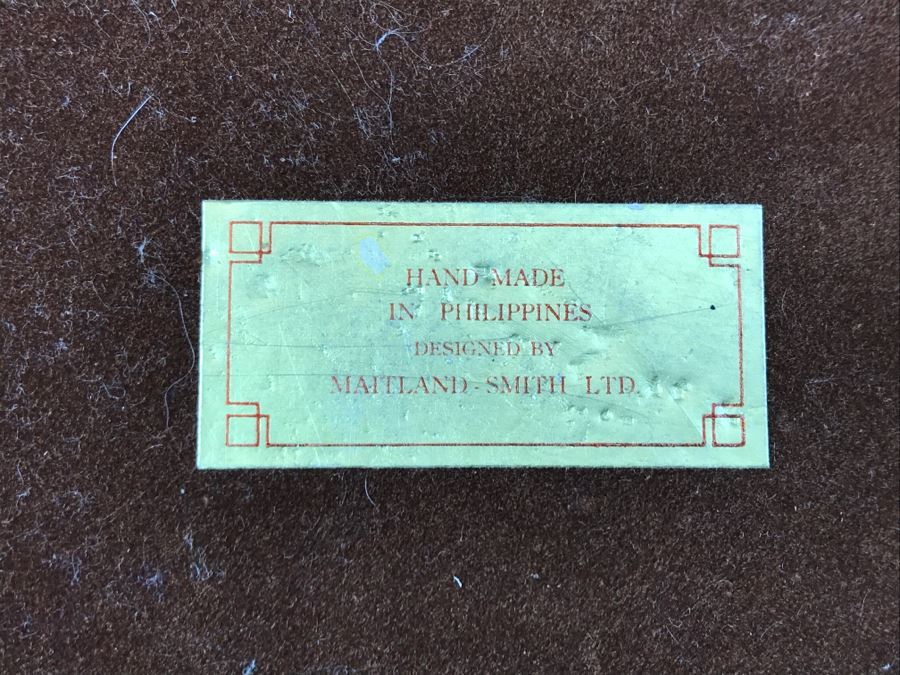 HAND MADE
IN PHILIPPINES
DESIGNED BY
MAITLAND-SMITH LTD.